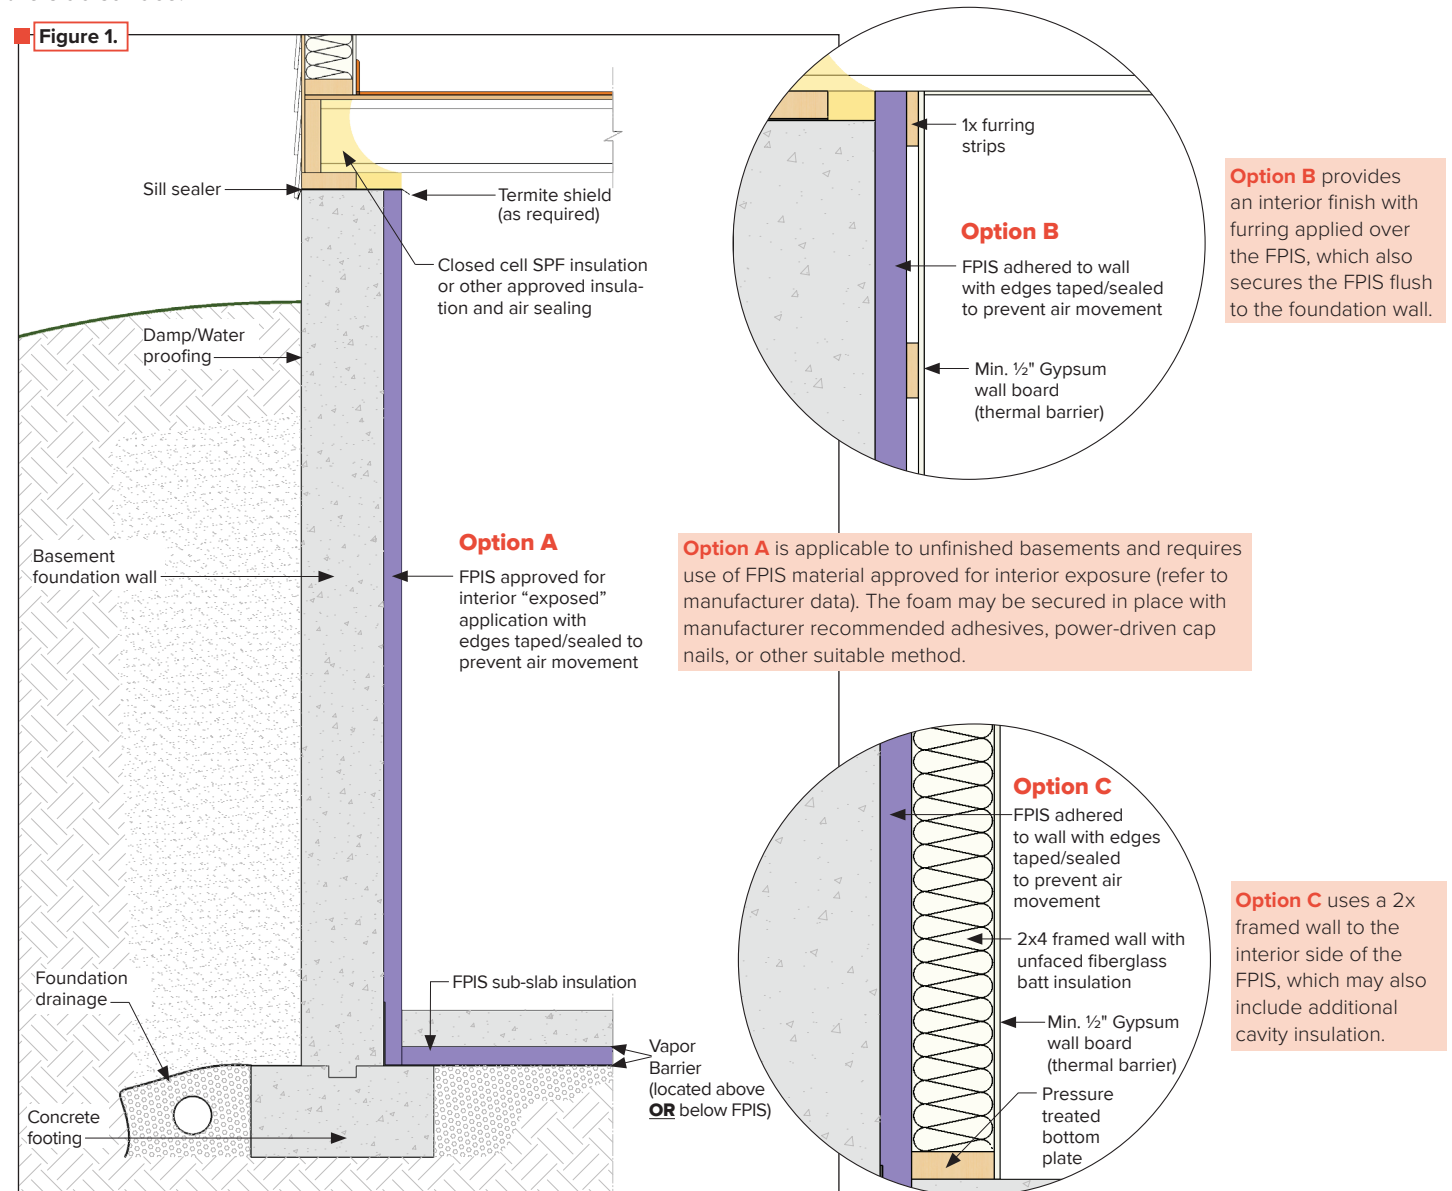 Figure 1.
Sill sealer
Termite shield
(as required)
Closed cell SPF insulation
or other approved insula-
tion and air sealing
Damp/Water
proofing
Basement
foundation wall
Option A
FPIS approved for
interior “exposed”
application with
edges taped/sealed to
prevent air movement
Foundation
drainage
Concrete
footing
FPIS sub-slab insulation
Vapor
Barrier
(located above
OR below FPIS)
1x furring
strips
Option B
FPIS adhered to wall
with edges taped/sealed
to prevent air movement
Min. ½" Gypsum
wall board
(thermal barrier)
Option B provides
an interior finish with
furring applied over
the FPIS, which also
secures the FPIS flush
to the foundation wall.
Option A is applicable to unfinished basements and requires
use of FPIS material approved for interior exposure (refer to
manufacturer data). The foam may be secured in place with
manufacturer recommended adhesives, power-driven cap
nails, or other suitable method.
Option C
FPIS adhered
to wall with edges
taped/sealed
to prevent air
movement
2x4 framed wall with
unfaced fiberglass
batt insulation
Min. ½" Gypsum
wall board
(thermal barrier)
Pressure
treated
bottom
plate
Option C uses a 2x
framed wall to the
interior side of the
FPIS, which may also
include additional
cavity insulation.